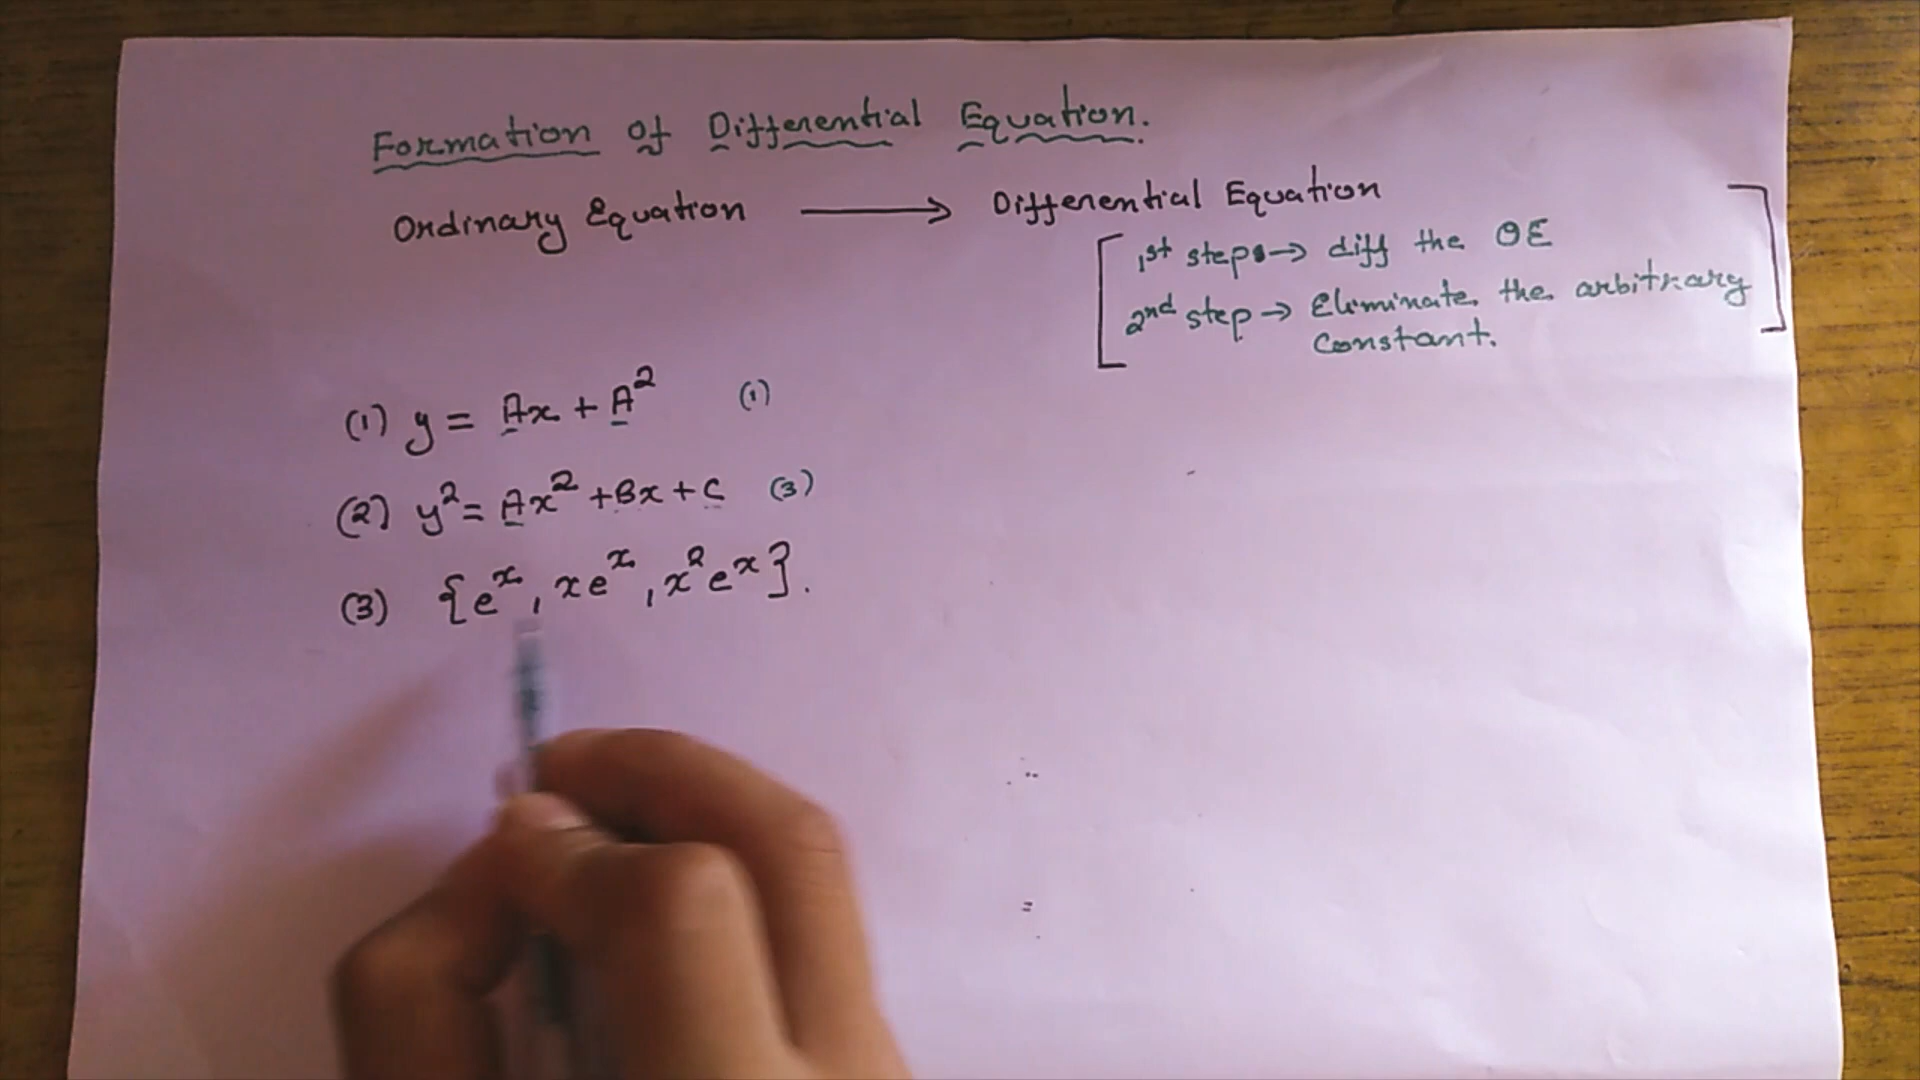 Formation of Differential Equation.
Ordinary Equation → Differential Equation
1st steps → diff the OE
2nd step → Eliminate the arbitrary
Constant.
(1) y = Ax + A² (1)
(2) y² = Ax² + Bx + C (3)
(3) {eˣ, xeˣ, x²eˣ}.